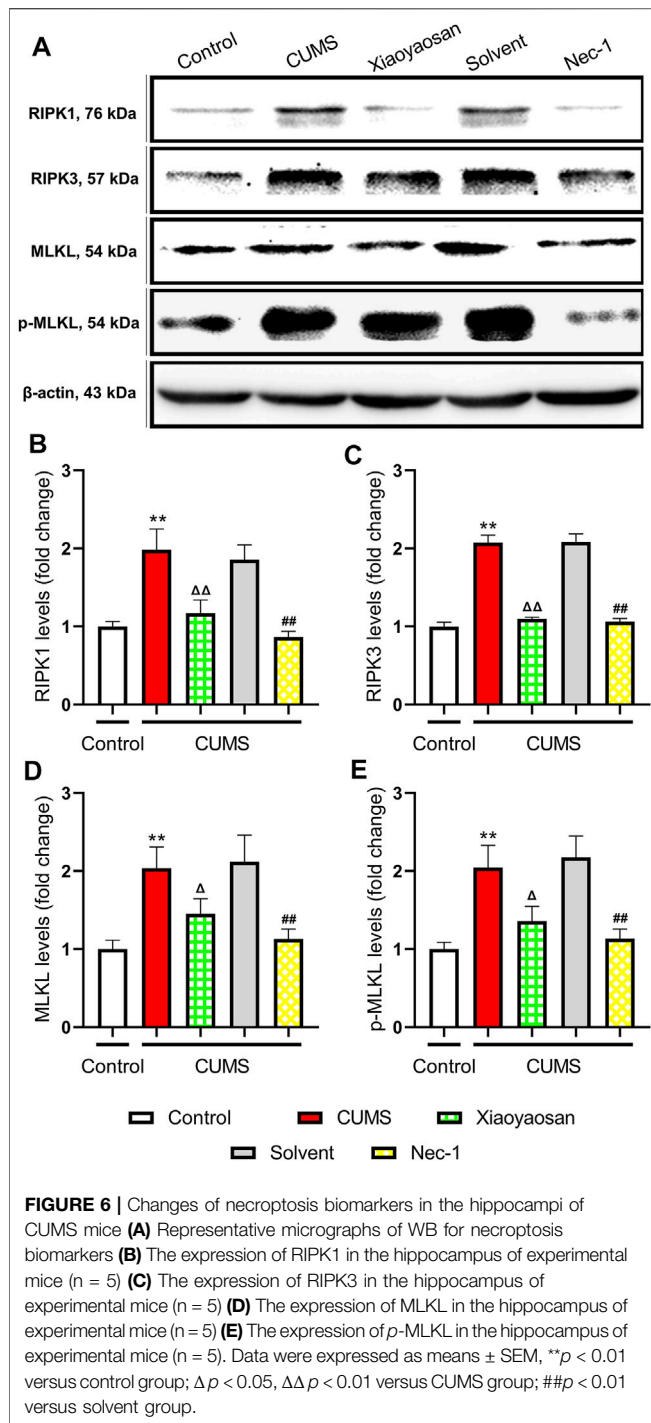 A
Control CUMS Xiaoyaosan Solvent Nec-1
RIPK1, 76 kDa
RIPK3, 57 kDa
MLKL, 54 kDa
p-MLKL, 54 kDa
β-actin, 43 kDa
B
RIPK1 levels (fold change)
3
2
1
0
**
ΔΔ
##
Control CUMS
C
RIPK3 levels (fold change)
3
2
1
0
**
ΔΔ
##
Control CUMS
D
MLKL levels (fold change)
3
2
1
0
**
Δ
##
Control CUMS
E
p-MLKL levels (fold change)
3
2
1
0
**
Δ
##
Control CUMS
Control CUMS Xiaoyaosan
Solvent Nec-1
FIGURE 6 | Changes of necroptosis biomarkers in the hippocampi of
CUMS mice (A) Representative micrographs of WB for necroptosis
biomarkers (B) The expression of RIPK1 in the hippocampus of experimental
mice (n = 5) (C) The expression of RIPK3 in the hippocampus of
experimental mice (n = 5) (D) The expression of MLKL in the hippocampus of
experimental mice (n = 5) (E) The expression of p-MLKL in the hippocampus of
experimental mice (n = 5). Data were expressed as means ± SEM, **p < 0.01
versus control group; Δ p < 0.05, ΔΔ p < 0.01 versus CUMS group; ##p < 0.01
versus solvent group.